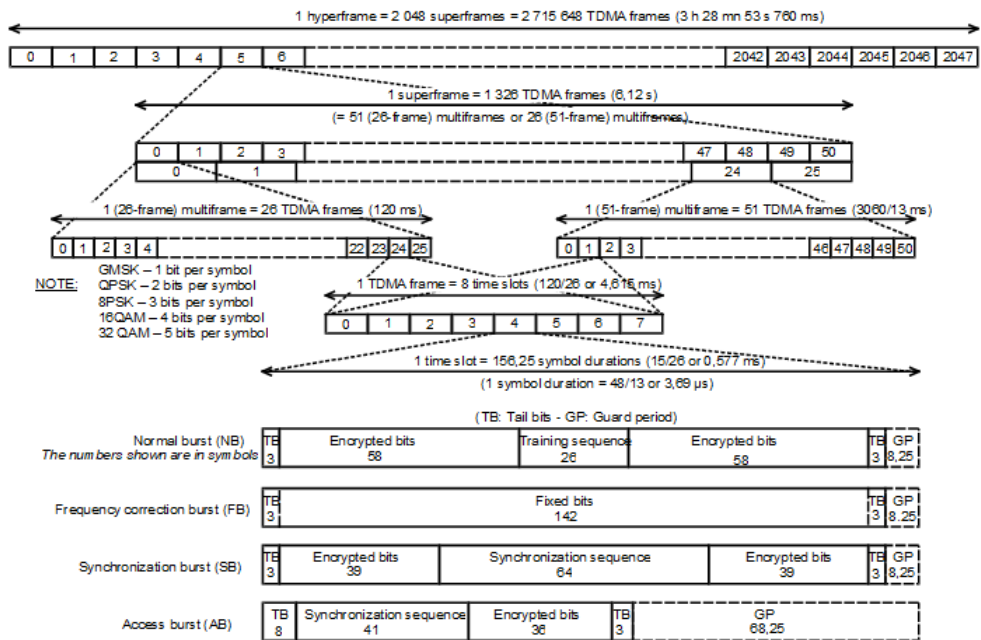 1 hyperframe = 2 048 superframes = 2 715 648 TDMA frames (3 h 28 mn 53 s 760 ms)
0 1 2 3 4 5 6 2042 2043 2044 2045 2046 2047
1 superframe = 1 326 TDMA frames (6,12 s)
(= 51 (26-frame) multiframes or 26 (51-frame) multiframes)
0 1 2 3 47 48 49 50
0 1 24 25
1 (26-frame) multiframe = 26 TDMA frames (120 ms)
1 (51-frame) multiframe = 51 TDMA frames (3060/13 ms)
0 1 2 3 4 22 23 24 25
0 1 2 3 46 47 48 49 50
NOTE:
GMSK – 1 bit per symbol
QPSK – 2 bits per symbol
8PSK – 3 bits per symbol
16QAM – 4 bits per symbol
32 QAM – 5 bits per symbol
1 TDMA frame = 8 time slots (120/26 or 4,615 ms)
0 1 2 3 4 5 6 7
1 time slot = 156,25 symbol durations (15/26 or 0,577 ms)
(1 symbol duration = 48/13 or 3,69 µs)
(TB: Tail bits - GP: Guard period)
Normal burst (NB)
The numbers shown are in symbols
TB Encrypted bits Training sequence Encrypted bits TB GP
3 58 26 58 3 8,25
Frequency correction burst (FB)
TB Fixed bits TB GP
3 142 3 8.25
Synchronization burst (SB)
TB Encrypted bits Synchronization sequence Encrypted bits TB GP
3 39 64 39 3 8,25
Access burst (AB)
TB Synchronization sequence Encrypted bits TB GP
8 41 36 3 68,25